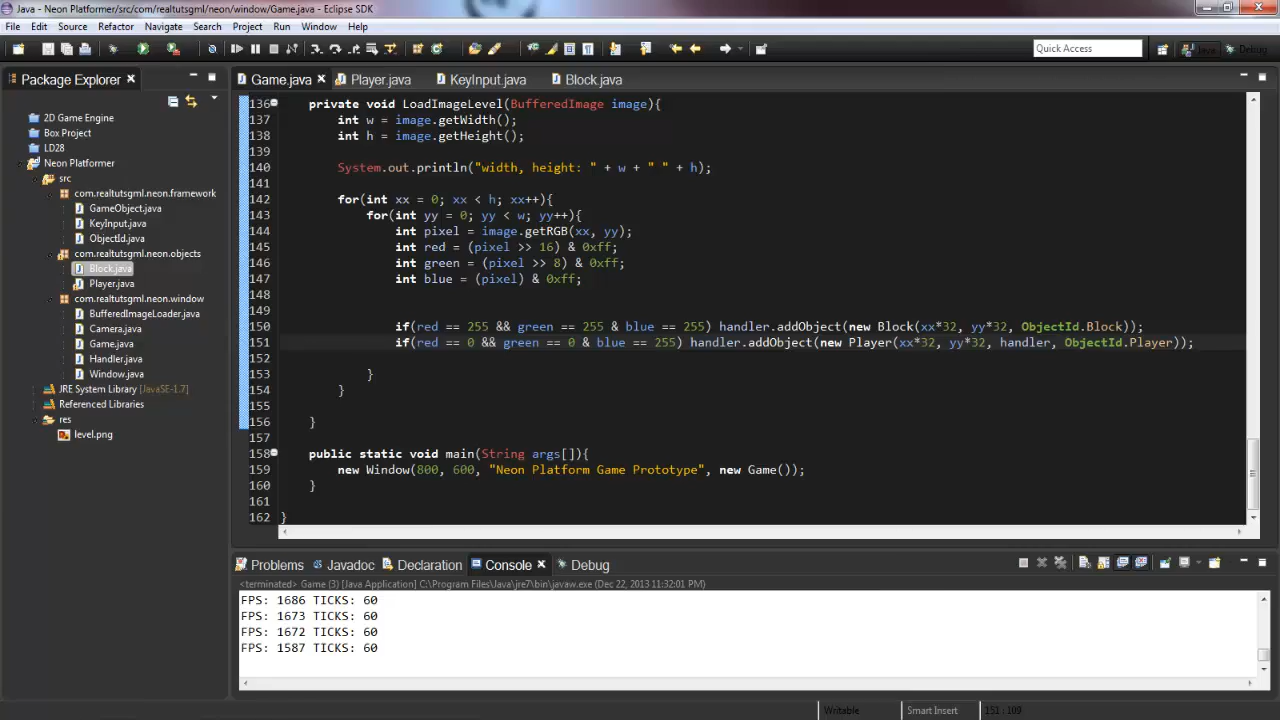 Java - Neon Platformer/src/com/realtutsgml/neon/window/Game.java - Eclipse SDK
File Edit Source Refactor Navigate Search Project Run Window Help
Quick Access
Java
Debug
Package Explorer
Game.java Player.java KeyInput.java Block.java
2D Game Engine
Box Project
LD28
Neon Platformer
src
com.realtutsgml.neon.framework
GameObject.java
KeyInput.java
ObjectId.java
com.realtutsgml.neon.objects
Block.java
Player.java
com.realtutsgml.neon.window
BufferedImageLoader.java
Camera.java
Game.java
Handler.java
Window.java
JRE System Library [JavaSE-1.7]
Referenced Libraries
res
level.png
136 private void LoadImageLevel(BufferedImage image){
137 int w = image.getWidth();
138 int h = image.getHeight();
139
140 System.out.println("width, height: " + w + " " + h);
141
142 for(int xx = 0; xx < h; xx++){
143 for(int yy = 0; yy < w; yy++){
144 int pixel = image.getRGB(xx, yy);
145 int red = (pixel >> 16) & 0xff;
146 int green = (pixel >> 8) & 0xff;
147 int blue = (pixel) & 0xff;
148
149
150 if(red == 255 && green == 255 & blue == 255) handler.addObject(new Block(xx*32, yy*32, ObjectId.Block));
151 if(red == 0 && green == 0 & blue == 255) handler.addObject(new Player(xx*32, yy*32, handler, ObjectId.Player));
152
153 }
154 }
155
156 }
157
158 public static void main(String args[]){
159 new Window(800, 600, "Neon Platform Game Prototype", new Game());
160 }
161
162 }
Problems Javadoc Declaration Console Debug
<terminated> Game (3) [Java Application] C:\Program Files\Java\jre7\bin\javaw.exe (Dec 22, 2013 11:32:01 PM)
FPS: 1686 TICKS: 60
FPS: 1673 TICKS: 60
FPS: 1672 TICKS: 60
FPS: 1587 TICKS: 60
Writable Smart Insert 151 : 109